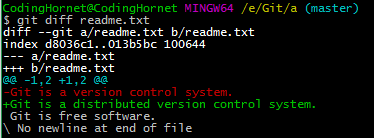 CodingHornet@CodingHornet MINGW64 /e/Git/a (master)
$ git diff readme.txt
diff --git a/readme.txt b/readme.txt
index d8036c1..013b5bc 100644
--- a/readme.txt
+++ b/readme.txt
@@ -1,2 +1,2 @@
-Git is a version control system.
+Git is a distributed version control system.
 Git is free software.
\ No newline at end of file